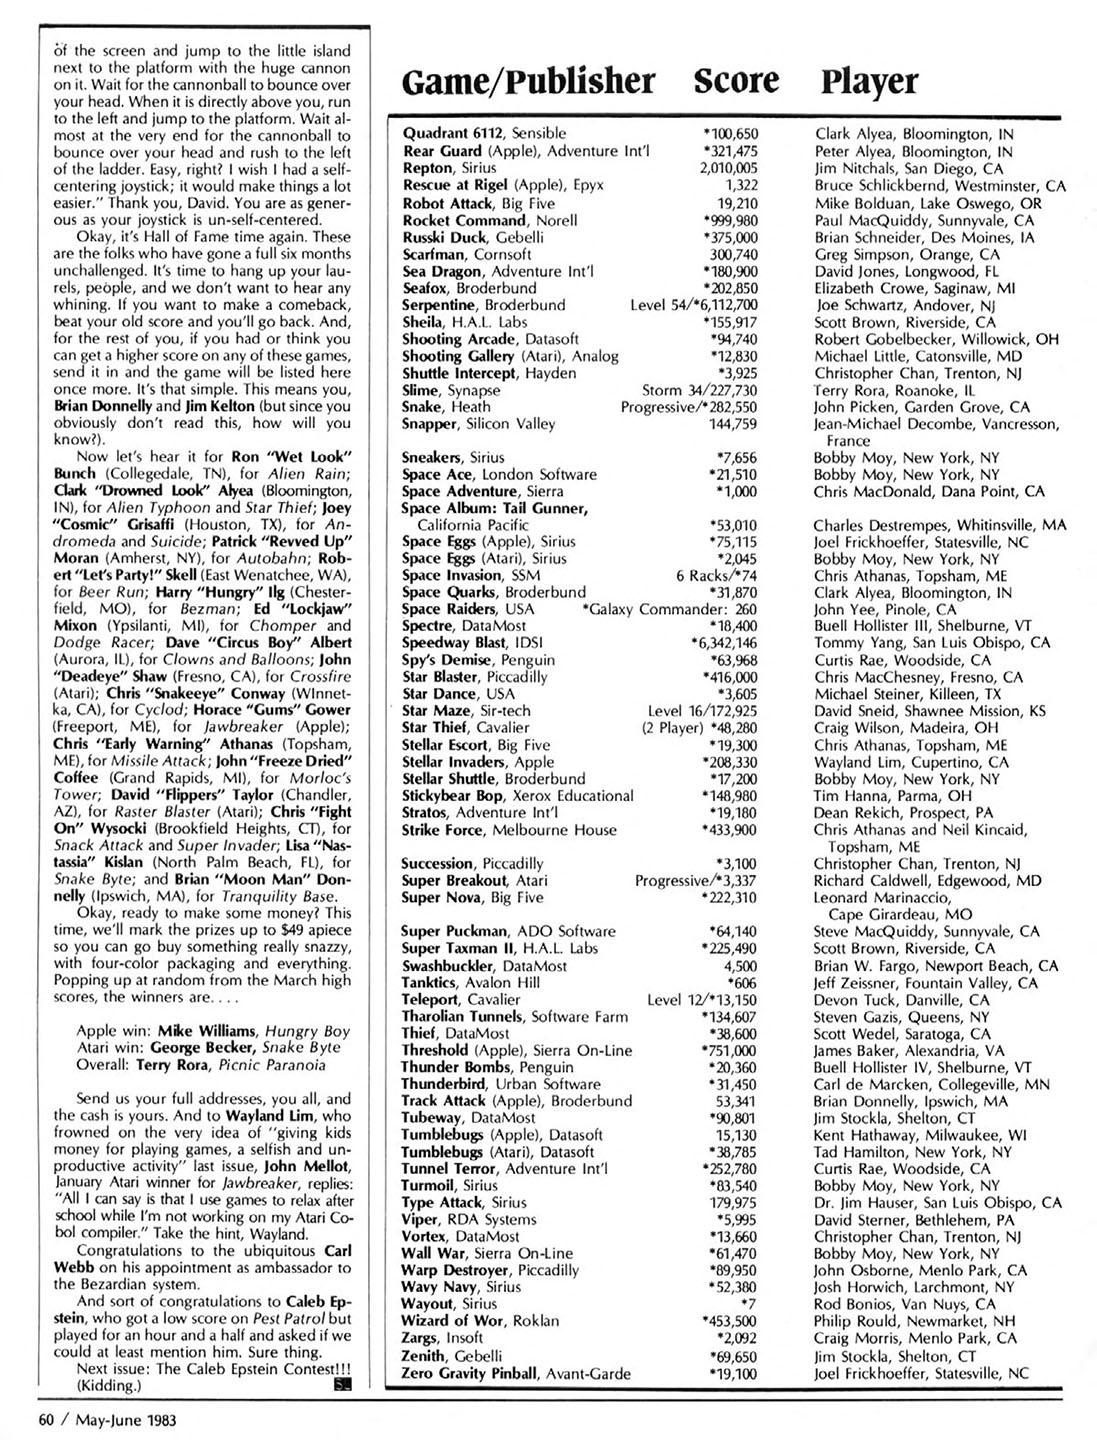 of the screen and jump to the little island
next to the platform with the huge cannon
on it. Wait for the cannonball to bounce over
your head. When it is directly above you, run
to the left and jump to the platform. Wait al-
most at the very end for the cannonball to
bounce over your head and rush to the left
of the ladder. Easy, right? I wish I had a self-
centering joystick; it would make things a lot
easier." Thank you, David. You are as gener-
ous as your joystick is un-self-centered.
Okay, it's Hall of Fame time again. These
are the folks who have gone a full six months
unchallenged. It's time to hang up your lau-
rels, people, and we don't want to hear any
whining. If you want to make a comeback,
beat your old score and you'll go back. And,
for the rest of you, if you had or think you
can get a higher score on any of these games,
send it in and the game will be listed here
once more. It's that simple. This means you,
Brian Donnelly and Jim Kelton (but since you
obviously don't read this, how will you
know?).
Now let's hear it for Ron "Wet Look"
Bunch (Collegedale, TN), for Alien Rain;
Clark "Drowned Look" Alyea (Bloomington,
IN), for Alien Typhoon and Star Thief; Joey
"Cosmic" Grisaffi (Houston, TX), for An-
dromeda and Suicide; Patrick "Revved Up"
Moran (Amherst, NY), for Autobahn; Rob-
ert "Let's Party!" Skell (East Wenatchee, WA),
for Beer Run; Harry "Hungry" Ilg (Chester-
field, MO), for Bezman; Ed "Lockjaw"
Mixon (Ypsilanti, MI), for Chomper and
Dodge Racer; Dave "Circus Boy" Albert
(Aurora, IL), for Clowns and Balloons; John
"Deadeye" Shaw (Fresno, CA), for Crossfire
(Atari); Chris "Snakeeye" Conway (WInnet-
ka, CA), for Cyclod; Horace "Gums" Gower
(Freeport, ME), for Jawbreaker (Apple);
Chris "Early Warning" Athanas (Topsham,
ME), for Missile Attack; John "Freeze Dried"
Coffee (Grand Rapids, MI), for Morloc's
Tower; David "Flippers" Taylor (Chandler,
AZ), for Raster Blaster (Atari); Chris "Fight
On" Wysocki (Brookfield Heights, CT), for
Snack Attack and Super Invader; Lisa "Nas-
tassia" Kislan (North Palm Beach, FL), for
Snake Byte; and Brian "Moon Man" Don-
nelly (Ipswich, MA), for Tranquility Base.
Okay, ready to make some money? This
time, we'll mark the prizes up to $49 apiece
so you can go buy something really snazzy,
with four-color packaging and everything.
Popping up at random from the March high
scores, the winners are. . . .
Apple win: Mike Williams, Hungry Boy
Atari win: George Becker, Snake Byte
Overall: Terry Rora, Picnic Paranoia
Send us your full addresses, you all, and
the cash is yours. And to Wayland Lim, who
frowned on the very idea of "giving kids
money for playing games, a selfish and un-
productive activity" last issue, John Mellot,
January Atari winner for Jawbreaker, replies:
"All I can say is that I use games to relax after
school while I'm not working on my Atari Co-
bol compiler." Take the hint, Wayland.
Congratulations to the ubiquitous Carl
Webb on his appointment as ambassador to
the Bezardian system.
And sort of congratulations to Caleb Ep-
stein, who got a low score on Pest Patrol but
played for an hour and a half and asked if we
could at least mention him. Sure thing.
Next issue: The Caleb Epstein Contest!!!
(Kidding.) SL
Game/Publisher Score Player
Quadrant 6112, Sensible *100,650 Clark Alyea, Bloomington, IN
Rear Guard (Apple), Adventure Int'l *321,475 Peter Alyea, Bloomington, IN
Repton, Sirius 2,010,005 Jim Nitchals, San Diego, CA
Rescue at Rigel (Apple), Epyx 1,322 Bruce Schlickbernd, Westminster, CA
Robot Attack, Big Five 19,210 Mike Bolduan, Lake Oswego, OR
Rocket Command, Norell *999,980 Paul MacQuiddy, Sunnyvale, CA
Russki Duck, Gebelli *375,000 Brian Schneider, Des Moines, IA
Scarfman, Cornsoft 300,740 Greg Simpson, Orange, CA
Sea Dragon, Adventure Int'l *180,900 David Jones, Longwood, FL
Seafox, Broderbund *202,850 Elizabeth Crowe, Saginaw, MI
Serpentine, Broderbund Level 54/*6,112,700 Joe Schwartz, Andover, NJ
Sheila, H.A.L. Labs *155,917 Scott Brown, Riverside, CA
Shooting Arcade, Datasoft *94,740 Robert Gobelbecker, Willowick, OH
Shooting Gallery (Atari), Analog *12,830 Michael Little, Catonsville, MD
Shuttle Intercept, Hayden *3,925 Christopher Chan, Trenton, NJ
Slime, Synapse Storm 34/227,730 Terry Rora, Roanoke, IL
Snake, Heath Progressive/*282,550 John Picken, Garden Grove, CA
Snapper, Silicon Valley 144,759 Jean-Michael Decombe, Vancresson,
France
Sneakers, Sirius *7,656 Bobby Moy, New York, NY
Space Ace, London Software *21,510 Bobby Moy, New York, NY
Space Adventure, Sierra *1,000 Chris MacDonald, Dana Point, CA
Space Album: Tail Gunner,
California Pacific *53,010 Charles Destrempes, Whitinsville, MA
Space Eggs (Apple), Sirius *75,115 Joel Frickhoeffer, Statesville, NC
Space Eggs (Atari), Sirius *2,045 Bobby Moy, New York, NY
Space Invasion, SSM 6 Racks/*74 Chris Athanas, Topsham, ME
Space Quarks, Broderbund *31,870 Clark Alyea, Bloomington, IN
Space Raiders, USA *Galaxy Commander: 260 John Yee, Pinole, CA
Spectre, DataMost *18,400 Buell Hollister III, Shelburne, VT
Speedway Blast, IDSI *6,342,146 Tommy Yang, San Luis Obispo, CA
Spy's Demise, Penguin *63,968 Curtis Rae, Woodside, CA
Star Blaster, Piccadilly *416,000 Chris MacChesney, Fresno, CA
Star Dance, USA *3,605 Michael Steiner, Killeen, TX
Star Maze, Sir-tech Level 16/172,925 David Sneid, Shawnee Mission, KS
Star Thief, Cavalier (2 Player) *48,280 Craig Wilson, Madeira, OH
Stellar Escort, Big Five *19,300 Chris Athanas, Topsham, ME
Stellar Invaders, Apple *208,330 Wayland Lim, Cupertino, CA
Stellar Shuttle, Broderbund *17,200 Bobby Moy, New York, NY
Stickybear Bop, Xerox Educational *148,980 Tim Hanna, Parma, OH
Stratos, Adventure Int'l *19,180 Dean Rekich, Prospect, PA
Strike Force, Melbourne House *433,900 Chris Athanas and Neil Kincaid,
Topsham, ME
Succession, Piccadilly *3,100 Christopher Chan, Trenton, NJ
Super Breakout, Atari Progressive/*3,337 Richard Caldwell, Edgewood, MD
Super Nova, Big Five *222,310 Leonard Marinaccio,
Cape Girardeau, MO
Super Puckman, ADO Software *64,140 Steve MacQuiddy, Sunnyvale, CA
Super Taxman II, H.A.L. Labs *225,490 Scott Brown, Riverside, CA
Swashbuckler, DataMost 4,500 Brian W. Fargo, Newport Beach, CA
Tanktics, Avalon Hill *606 Jeff Zeissner, Fountain Valley, CA
Teleport, Cavalier Level 12/*13,150 Devon Tuck, Danville, CA
Tharolian Tunnels, Software Farm *134,607 Steven Gazis, Queens, NY
Thief, DataMost *38,600 Scott Wedel, Saratoga, CA
Threshold (Apple), Sierra On-Line *751,000 James Baker, Alexandria, VA
Thunder Bombs, Penguin *20,360 Buell Hollister IV, Shelburne, VT
Thunderbird, Urban Software *31,450 Carl de Marcken, Collegeville, MN
Track Attack (Apple), Broderbund 53,341 Brian Donnelly, Ipswich, MA
Tubeway, DataMost *90,801 Jim Stockla, Shelton, CT
Tumblebugs (Apple), Datasoft 15,130 Kent Hathaway, Milwaukee, WI
Tumblebugs (Atari), Datasoft *38,785 Tad Hamilton, New York, NY
Tunnel Terror, Adventure Int'l *252,780 Curtis Rae, Woodside, CA
Turmoil, Sirius *83,540 Bobby Moy, New York, NY
Type Attack, Sirius 179,975 Dr. Jim Hauser, San Luis Obispo, CA
Viper, RDA Systems *5,995 David Sterner, Bethlehem, PA
Vortex, DataMost *13,660 Christopher Chan, Trenton, NJ
Wall War, Sierra On-Line *61,470 Bobby Moy, New York, NY
Warp Destroyer, Piccadilly *89,950 John Osborne, Menlo Park, CA
Wavy Navy, Sirius *52,380 Josh Horwich, Larchmont, NY
Wayout, Sirius *7 Rod Bonios, Van Nuys, CA
Wizard of Wor, Roklan *453,500 Philip Rould, Newmarket, NH
Zargs, Insoft *2,092 Craig Morris, Menlo Park, CA
Zenith, Gebelli *69,650 Jim Stockla, Shelton, CT
Zero Gravity Pinball, Avant-Garde *19,100 Joel Frickhoeffer, Statesville, NC
60 / May-June 1983